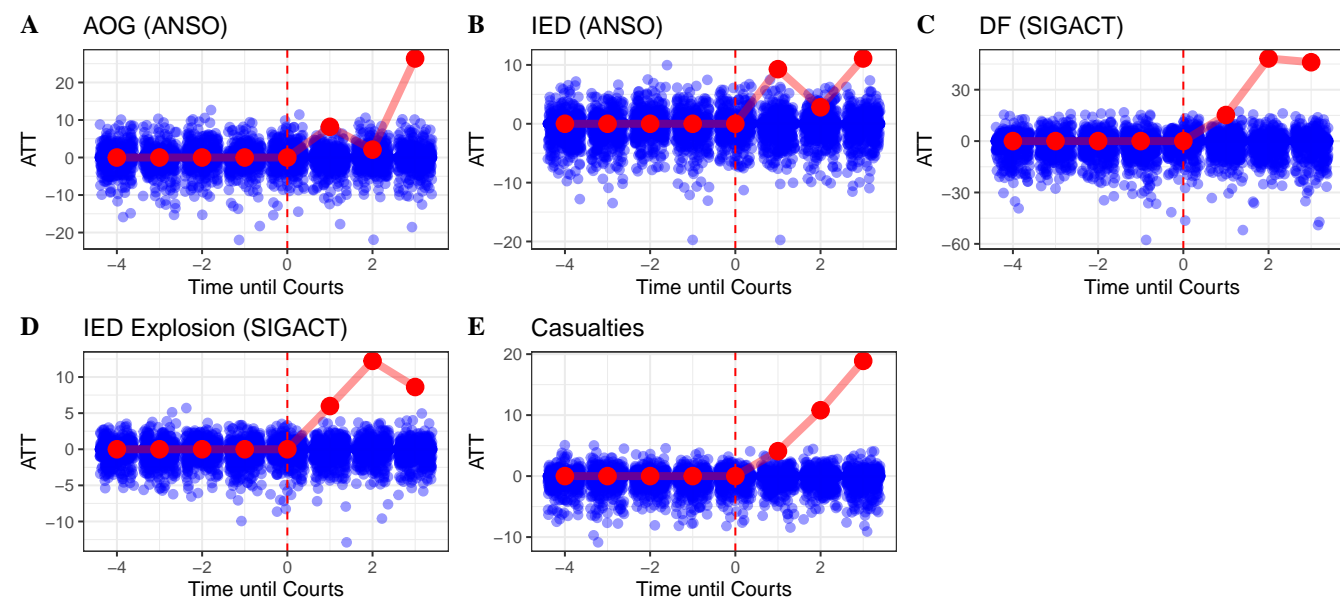 A AOG (ANSO)
ATT
20
10
0
−10
−20
−4 −2 0 2
Time until Courts
B IED (ANSO)
ATT
10
0
−10
−20
−4 −2 0 2
Time until Courts
C DF (SIGACT)
ATT
30
0
−30
−60
−4 −2 0 2
Time until Courts
D IED Explosion (SIGACT)
ATT
10
5
0
−5
−10
−4 −2 0 2
Time until Courts
E Casualties
ATT
20
10
0
−10
−4 −2 0 2
Time until Courts